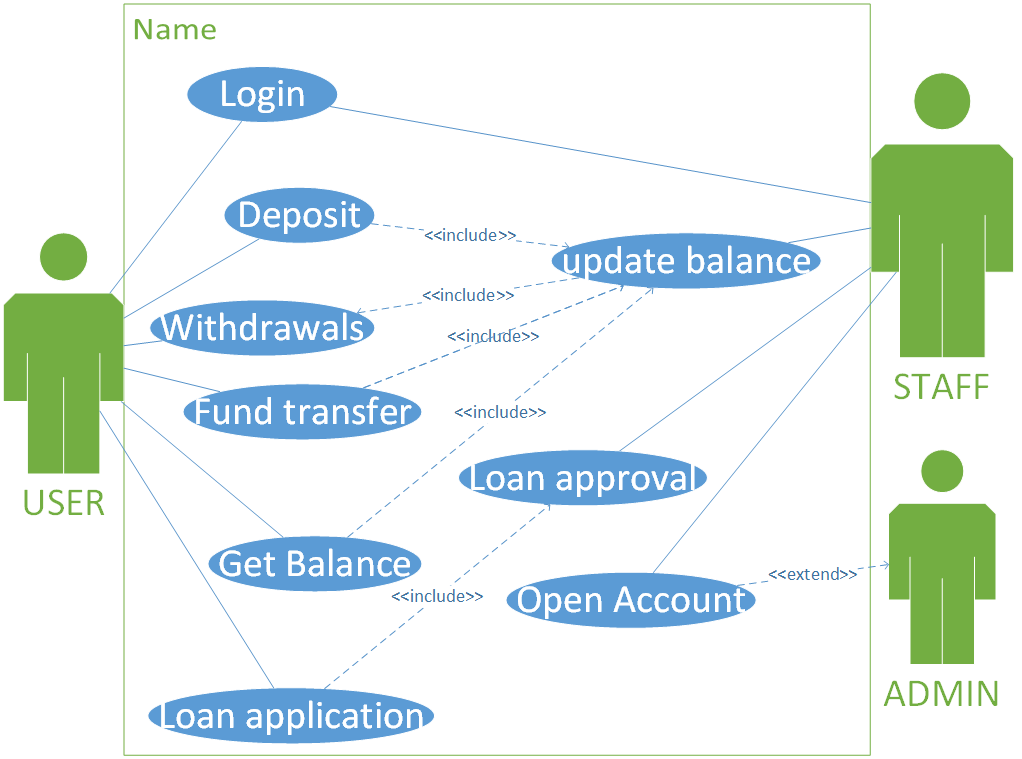 Name
Login
Deposit
<<include>>
update balance
<<include>>
Withdrawals
<<include>>
STAFF
Fund transfer
<<include>>
Loan approval
USER
Get Balance
<<extend>>
<<include>>
Open Account
ADMIN
Loan application